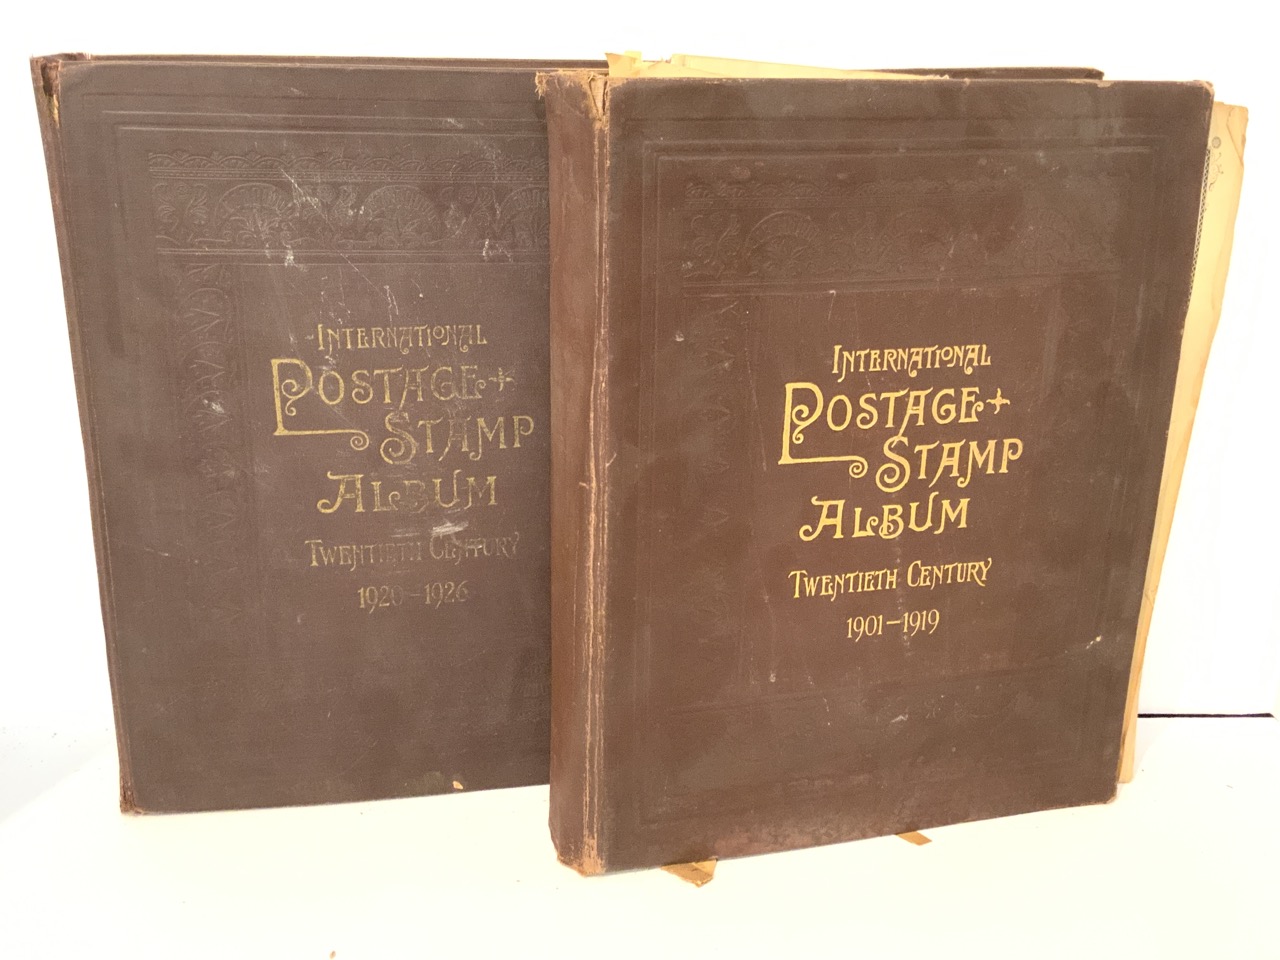 International
Postage
Stamp
Album
Twentieth Century
1920-1926
International
Postage
Stamp
Album
Twentieth Century
1901-1919